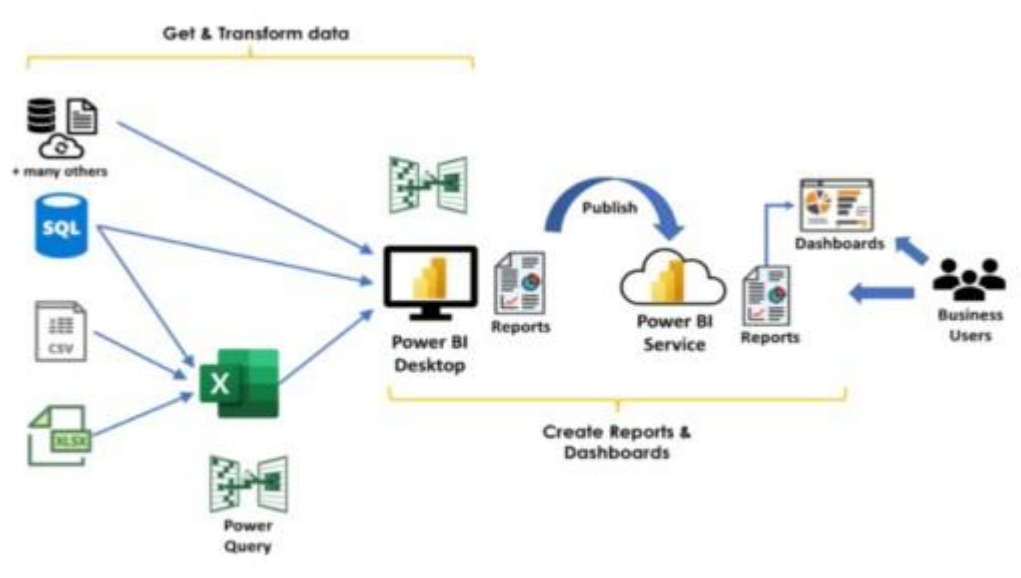 Get & Transform data
+ many others
SQL
CSV
XLSX
X
Power
Query
Power BI
Desktop
Reports
Publish
Power BI
Service
Reports
Dashboards
Business
Users
Create Reports &
Dashboards